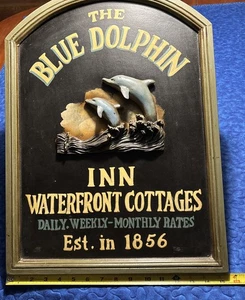 THE
BLUE DOLPHIN
INN
WATERFRONT COTTAGES
DAILY-WEEKLY-MONTHLY RATES
Est. in 1856